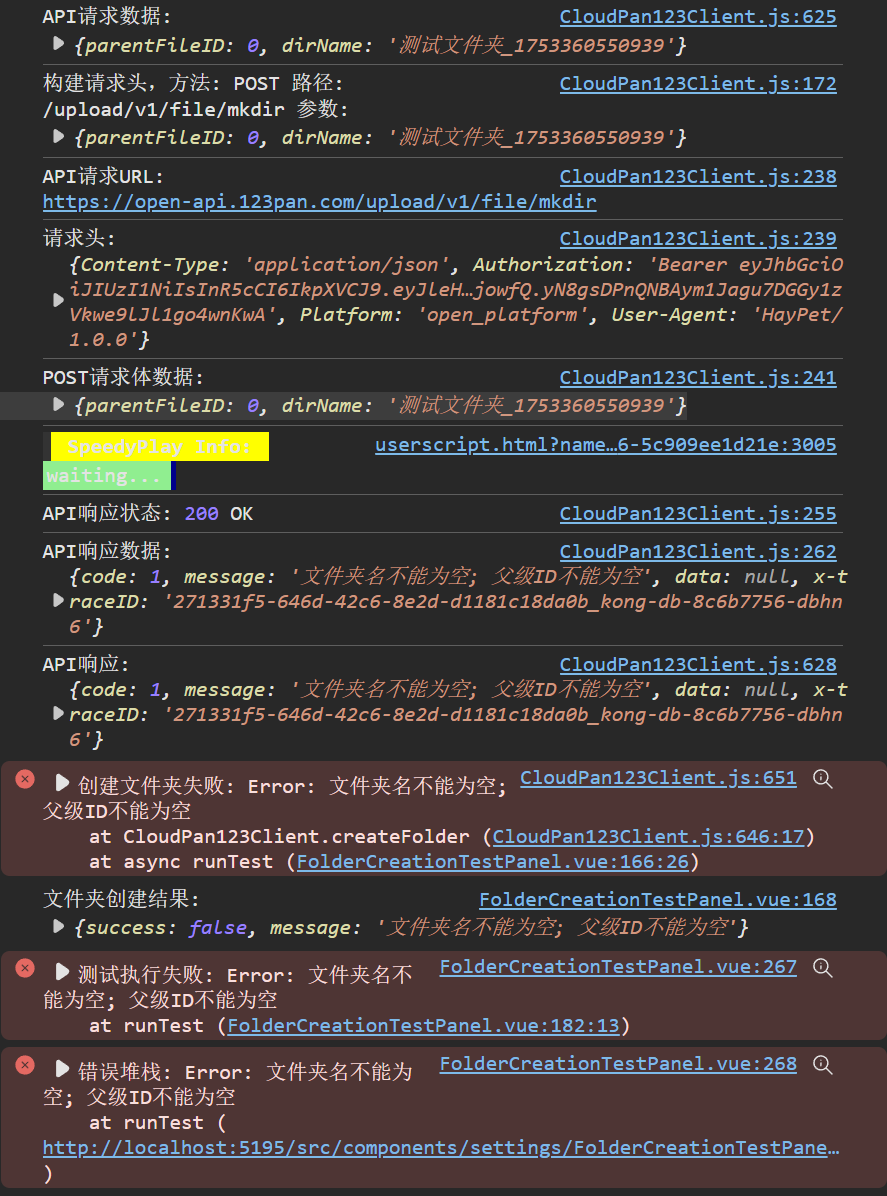 API请求数据: CloudPan123Client.js:625
{parentFileID: 0, dirName: '测试文件夹_1753360550939'}
构建请求头，方法: POST 路径: CloudPan123Client.js:172
/upload/v1/file/mkdir 参数:
{parentFileID: 0, dirName: '测试文件夹_1753360550939'}
API请求URL: CloudPan123Client.js:238
https://open-api.123pan.com/upload/v1/file/mkdir
请求头: CloudPan123Client.js:239
{Content-Type: 'application/json', Authorization: 'Bearer eyJhbGciO
iJIUzI1NiIsInR5cCI6IkpXVCJ9.eyJleH…jowfQ.yN8gsDPnQNBAym1Jagu7DGGy1z
Vkwe9lJl1go4wnKwA', Platform: 'open_platform', User-Agent: 'HayPet/
1.0.0'}
POST请求体数据: CloudPan123Client.js:241
{parentFileID: 0, dirName: '测试文件夹_1753360550939'}
SpeedyPlay Info: userscript.html?name…6-5c909ee1d21e:3005
waiting...
API响应状态: 200 OK CloudPan123Client.js:255
API响应数据: CloudPan123Client.js:262
{code: 1, message: '文件夹名不能为空; 父级ID不能为空', data: null, x-t
raceID: '271331f5-646d-42c6-8e2d-d1181c18da0b_kong-db-8c6b7756-dbhn
6'}
API响应: CloudPan123Client.js:628
{code: 1, message: '文件夹名不能为空; 父级ID不能为空', data: null, x-t
raceID: '271331f5-646d-42c6-8e2d-d1181c18da0b_kong-db-8c6b7756-dbhn
6'}
创建文件夹失败: Error: 文件夹名不能为空; CloudPan123Client.js:651
父级ID不能为空
at CloudPan123Client.createFolder (CloudPan123Client.js:646:17)
at async runTest (FolderCreationTestPanel.vue:166:26)
文件夹创建结果: FolderCreationTestPanel.vue:168
{success: false, message: '文件夹名不能为空; 父级ID不能为空'}
测试执行失败: Error: 文件夹名不 FolderCreationTestPanel.vue:267
能为空; 父级ID不能为空
at runTest (FolderCreationTestPanel.vue:182:13)
错误堆栈: Error: 文件夹名不能为 FolderCreationTestPanel.vue:268
空; 父级ID不能为空
at runTest (
http://localhost:5195/src/components/settings/FolderCreationTestPane…
)